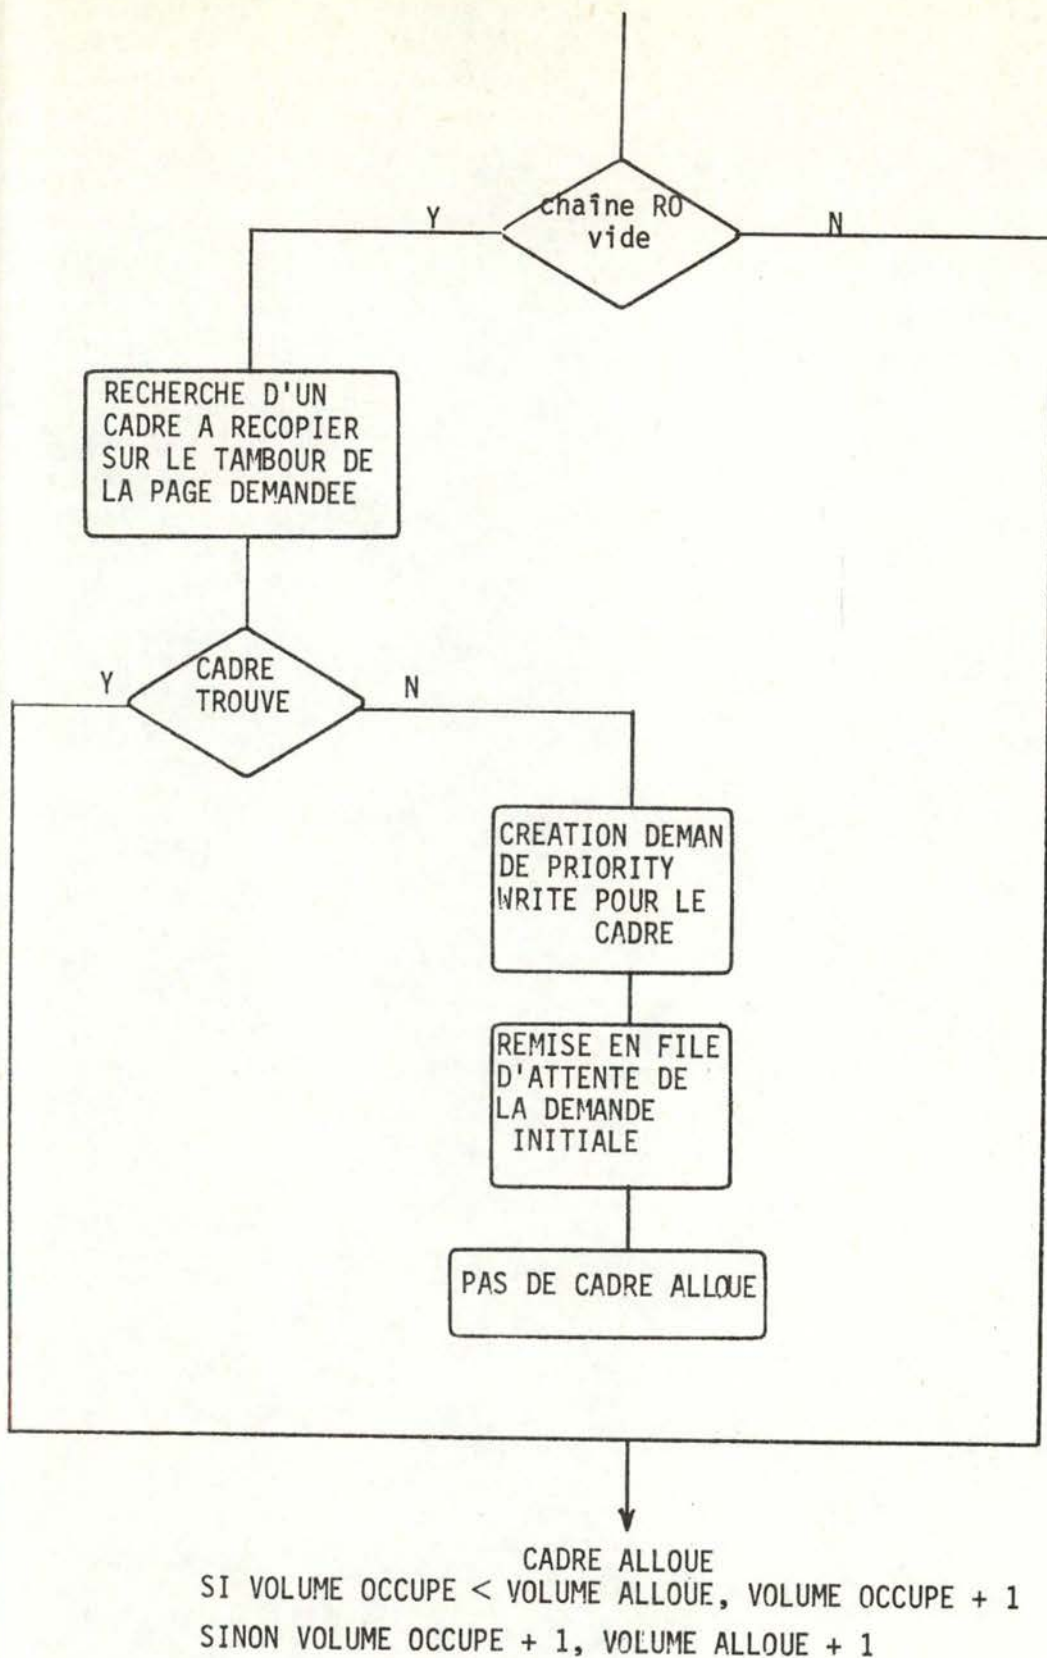 chaîne RO
vide
Y
N
RECHERCHE D'UN
CADRE A RECOPIER
SUR LE TAMBOUR DE
LA PAGE DEMANDEE
CADRE
TROUVE
Y
N
CREATION DEMAN
DE PRIORITY
WRITE POUR LE
CADRE
REMISE EN FILE
D'ATTENTE DE
LA DEMANDE
INITIALE
PAS DE CADRE ALLOUE
CADRE ALLOUE
SI VOLUME OCCUPE < VOLUME ALLOUE, VOLUME OCCUPE + 1
SINON VOLUME OCCUPE + 1, VOLUME ALLOUE + 1